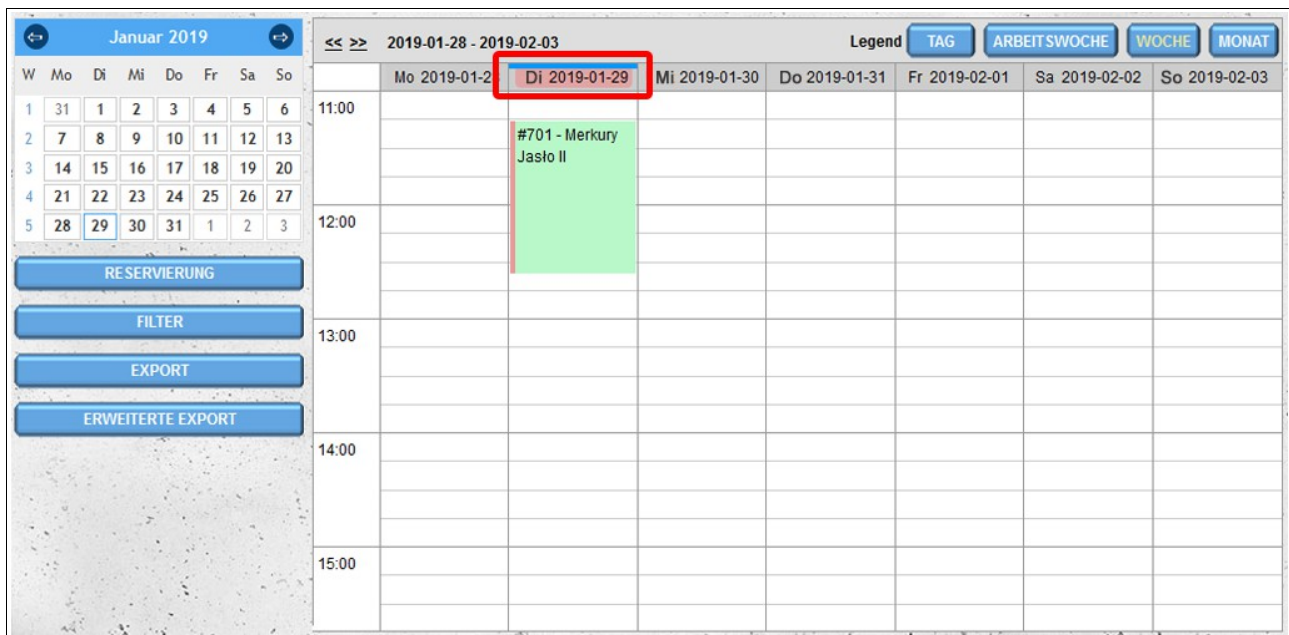 Januar 2019
W Mo Di Mi Do Fr Sa So
1 31 1 2 3 4 5 6
2 7 8 9 10 11 12 13
3 14 15 16 17 18 19 20
4 21 22 23 24 25 26 27
5 28 29 30 31 1 2 3
RESERVIERUNG
FILTER
EXPORT
ERWEITERTE EXPORT
<< >> 2019-01-28 - 2019-02-03 Legend TAG ARBEITSWOCHE WOCHE MONAT
Mo 2019-01-28 Di 2019-01-29 Mi 2019-01-30 Do 2019-01-31 Fr 2019-02-01 Sa 2019-02-02 So 2019-02-03
11:00
#701 - Merkury
Jasło II
12:00
13:00
14:00
15:00